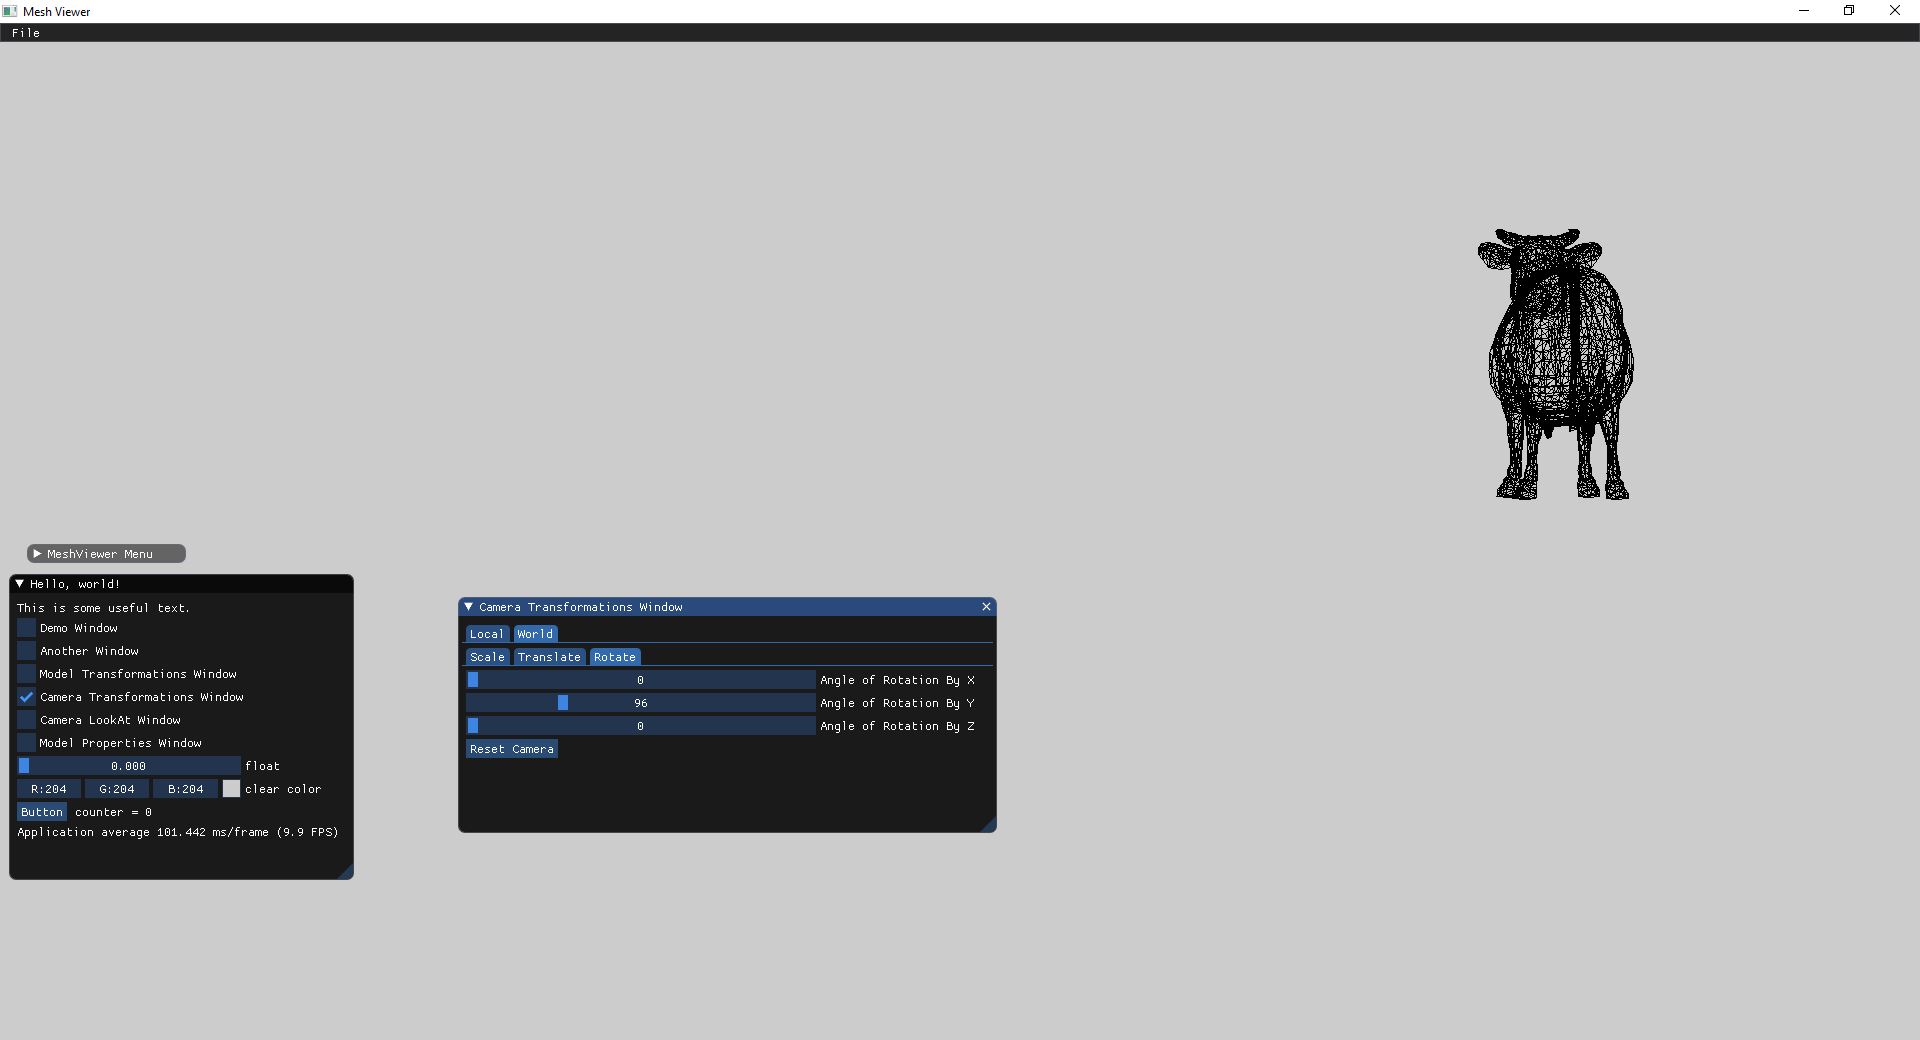 Mesh Viewer
File
MeshViewer Menu
Hello, world!
This is some useful text.
Demo Window
Another Window
Model Transformations Window
Camera Transformations Window
Camera LookAt Window
Model Properties Window
0.000 float
R:204 G:204 B:204 clear color
Button counter = 0
Application average 101.442 ms/frame (9.9 FPS)
Camera Transformations Window
Local World
Scale Translate Rotate
0 Angle of Rotation By X
96 Angle of Rotation By Y
0 Angle of Rotation By Z
Reset Camera